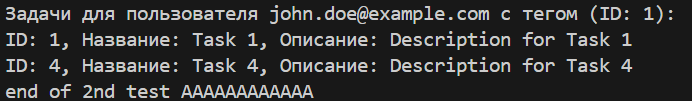 Задачи для пользователя john.doe@example.com с тегом (ID: 1):
ID: 1, Название: Task 1, Описание: Description for Task 1
ID: 4, Название: Task 4, Описание: Description for Task 4
end of 2nd test AAAAAAAAAAAA